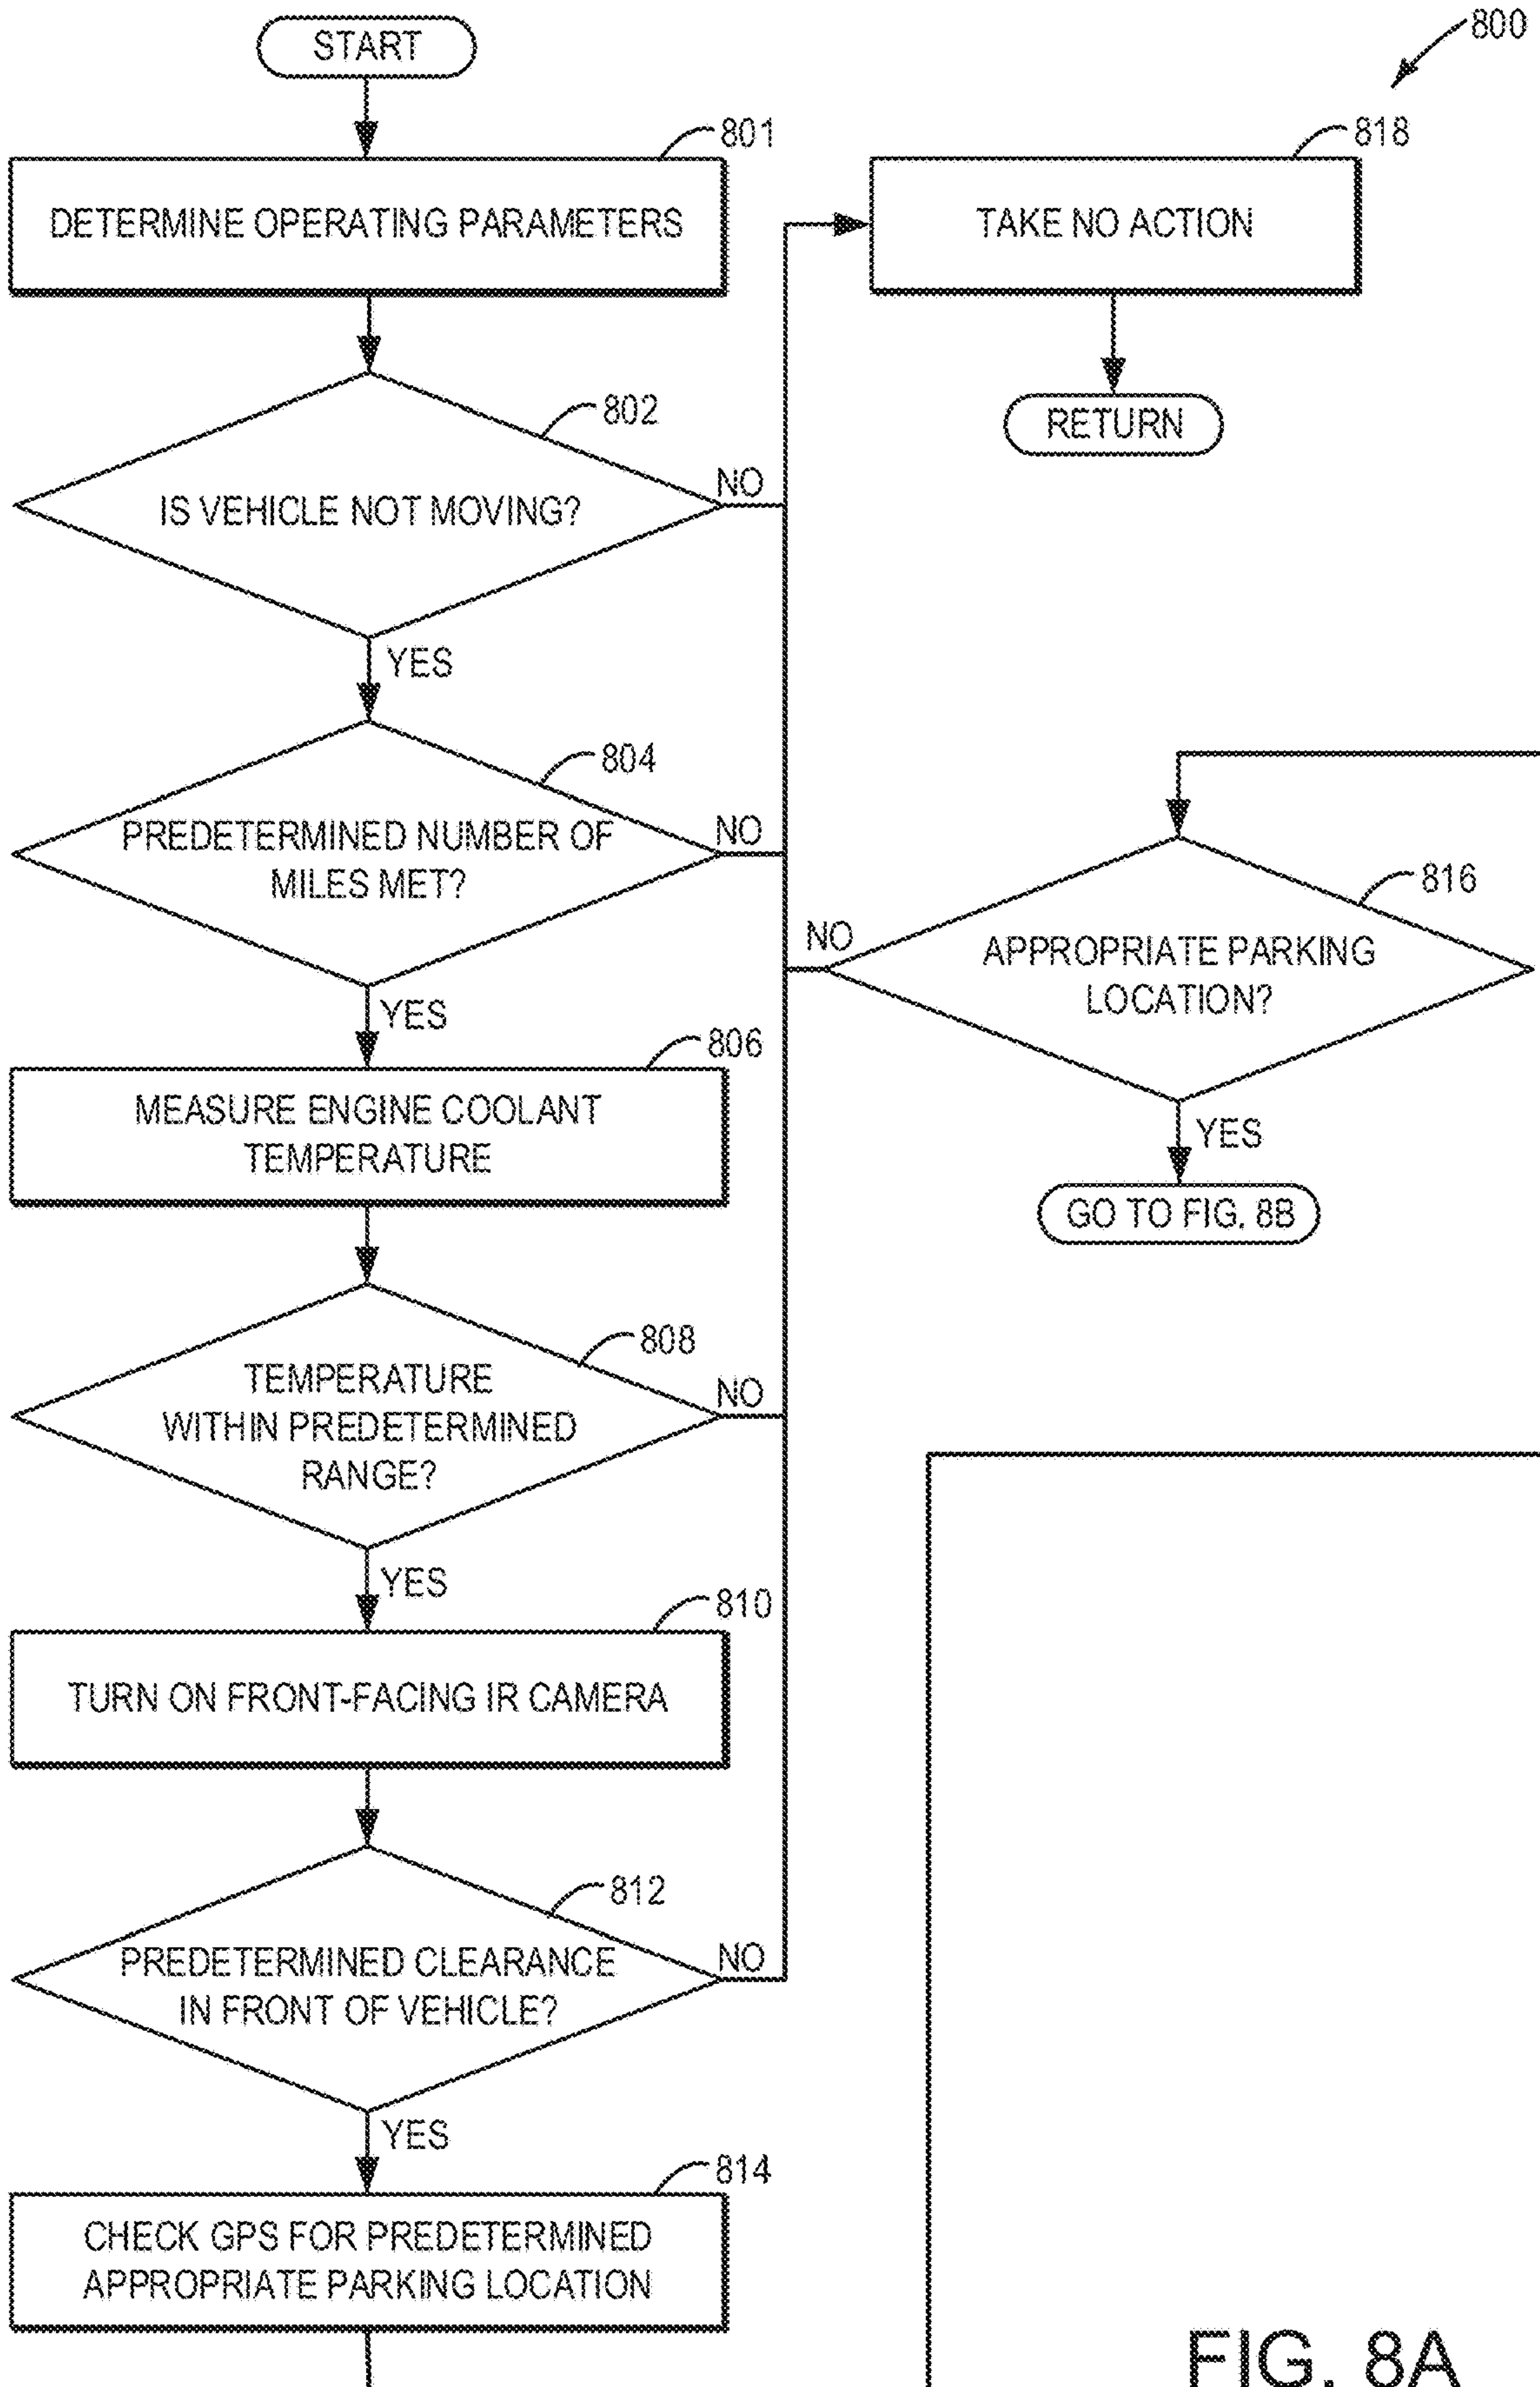 START
801
DETERMINE OPERATING PARAMETERS
802
IS VEHICLE NOT MOVING?
NO
YES
804
PREDETERMINED NUMBER OF
MILES MET?
NO
YES
806
MEASURE ENGINE COOLANT
TEMPERATURE
808
TEMPERATURE
WITHIN PREDETERMINED
RANGE?
NO
YES
810
TURN ON FRONT-FACING IR CAMERA
812
PREDETERMINED CLEARANCE
IN FRONT OF VEHICLE?
NO
YES
814
CHECK GPS FOR PREDETERMINED
APPROPRIATE PARKING LOCATION
800
818
TAKE NO ACTION
RETURN
816
APPROPRIATE PARKING
LOCATION?
NO
YES
GO TO FIG. 8B
FIG. 8A